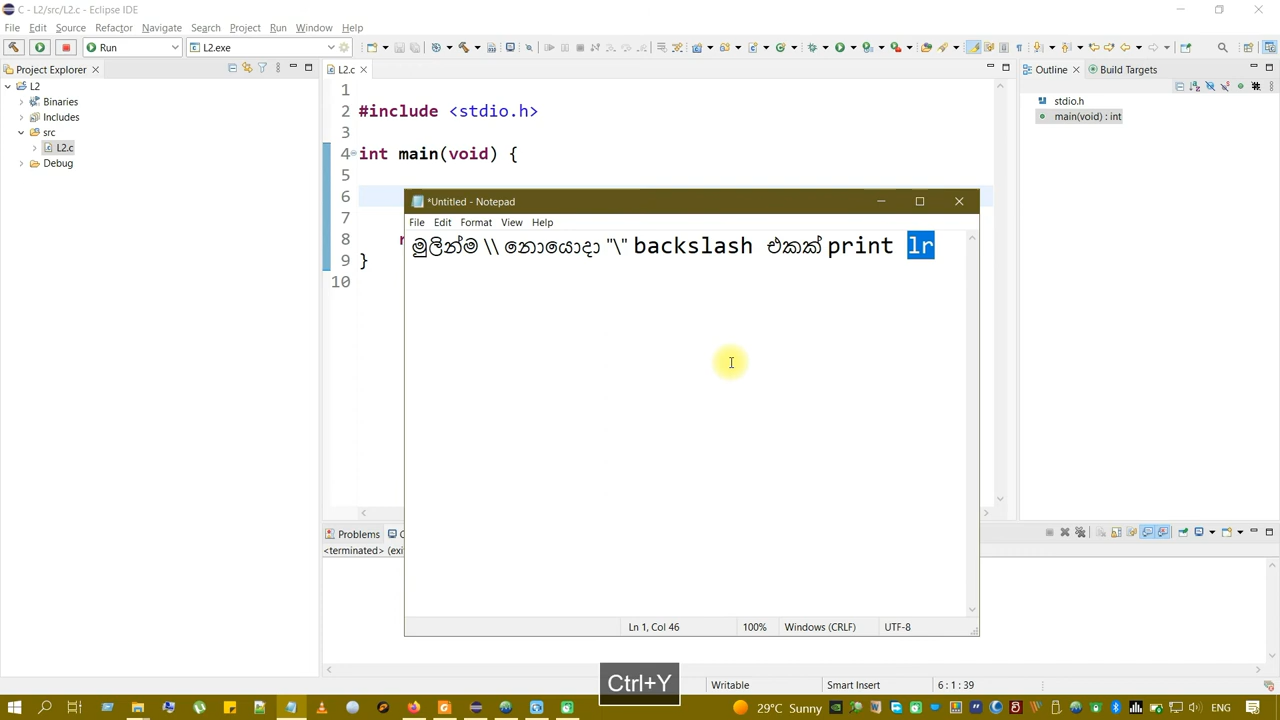 C - L2/src/L2.c - Eclipse IDE
File Edit Source Refactor Navigate Search Project Run Window Help
Run L2.exe
Project Explorer
L2.c
Outline Build Targets
L2
Binaries
Includes
src
L2.c
Debug
stdio.h
main(void) : int
1
2 #include <stdio.h>
3
4 int main(void) {
5
6
7
8 r
9 }
10
*Untitled - Notepad
File Edit Format View Help
මුලින්ම \\ නොයොදා "\" backslash එකක් print lr
Ln 1, Col 46 100% Windows (CRLF) UTF-8
Problems C
<terminated> (exi
Ctrl+Y
Writable Smart Insert 6 : 1 : 39
29°C Sunny ENG